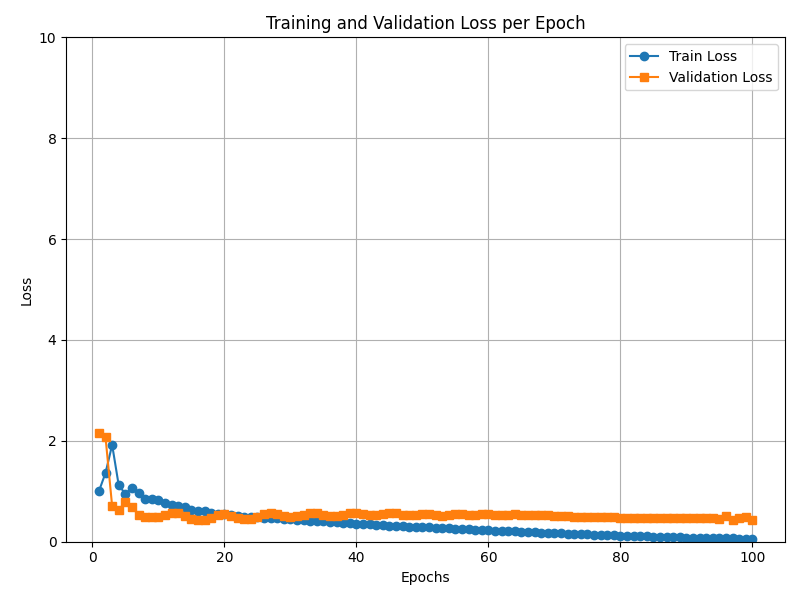 Training and Validation Loss per Epoch
Train Loss
Validation Loss
10
8
6
4
2
0
Loss
0 20 40 60 80 100
Epochs